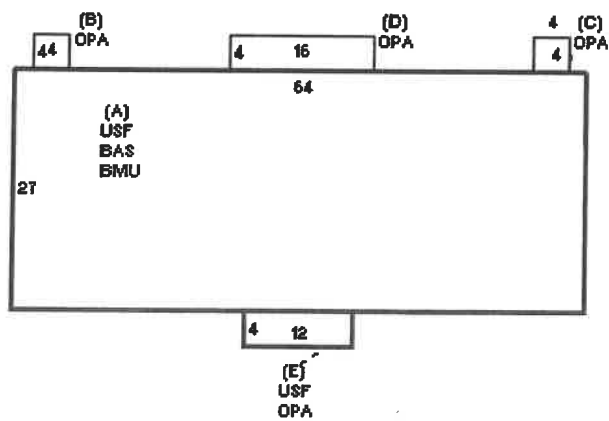 (B)
OPA
44
4 16
(D)
OPA
4 (C)
OPA
4
64
(A)
USF
BAS
BMU
27
4 12
(E)
USF
OPA